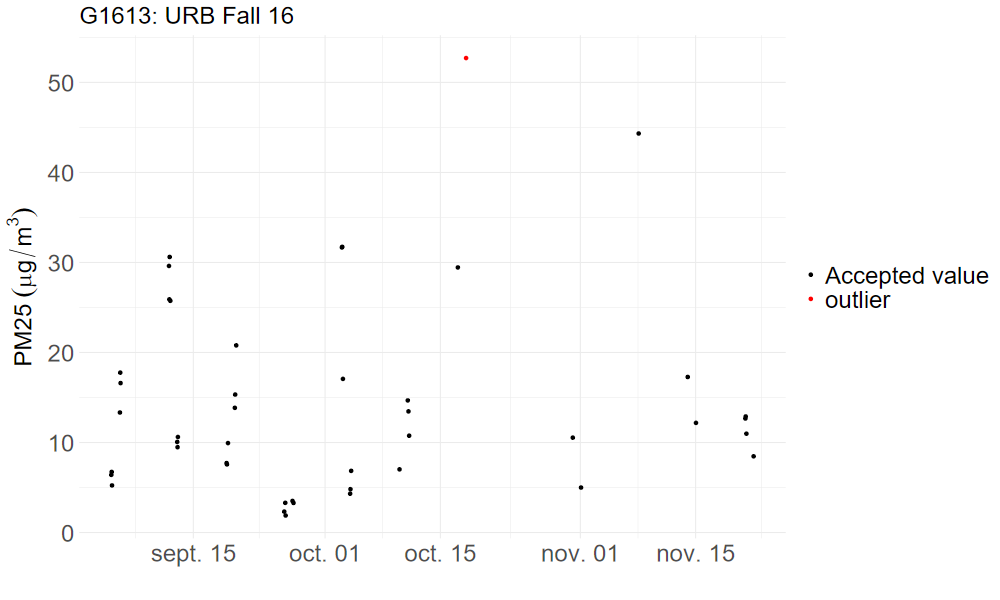 G1613: URB Fall 16
PM25 (μg/m³)
50
40
30
20
10
0
sept. 15
oct. 01
oct. 15
nov. 01
nov. 15
Accepted value
outlier